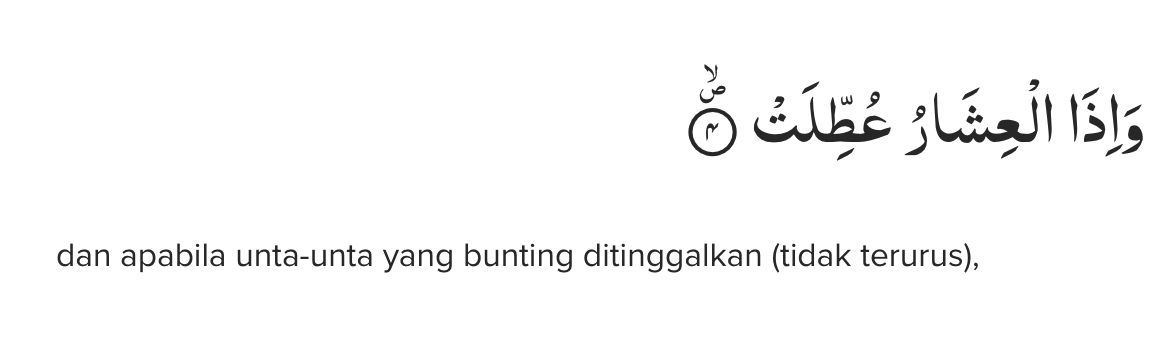 وَاِذَا الْعِشَارُ عُطِّلَتْۖ ۙ ٤
dan apabila unta-unta yang bunting ditinggalkan (tidak terurus),